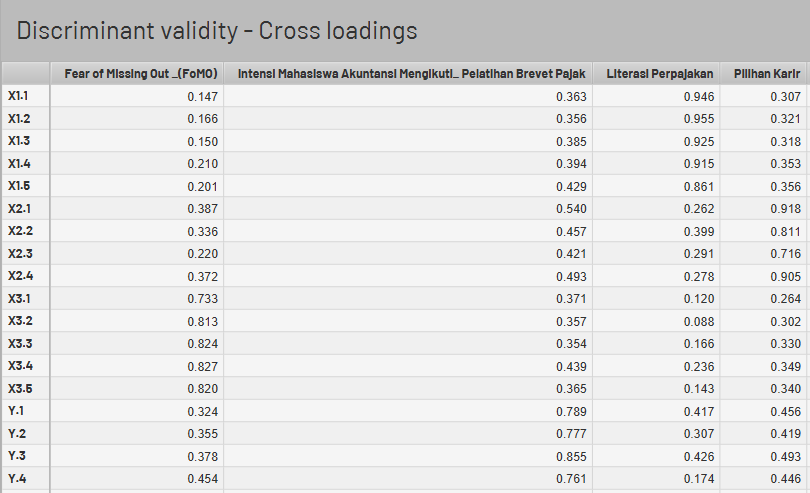 Discriminant validity - Cross loadings
Fear of Missing Out _(FoMO) Intensi Mahasiswa Akuntansi Mengikuti_ Pelatihan Brevet Pajak Literasi Perpajakan Pilihan Karir
X1.1 0.147 0.363 0.946 0.307
X1.2 0.166 0.356 0.955 0.321
X1.3 0.150 0.385 0.925 0.318
X1.4 0.210 0.394 0.915 0.353
X1.5 0.201 0.429 0.861 0.356
X2.1 0.387 0.540 0.262 0.918
X2.2 0.336 0.457 0.399 0.811
X2.3 0.220 0.421 0.291 0.716
X2.4 0.372 0.493 0.278 0.905
X3.1 0.733 0.371 0.120 0.264
X3.2 0.813 0.357 0.088 0.302
X3.3 0.824 0.354 0.166 0.330
X3.4 0.827 0.439 0.236 0.349
X3.5 0.820 0.365 0.143 0.340
Y.1 0.324 0.789 0.417 0.456
Y.2 0.355 0.777 0.307 0.419
Y.3 0.378 0.855 0.426 0.493
Y.4 0.454 0.761 0.174 0.446